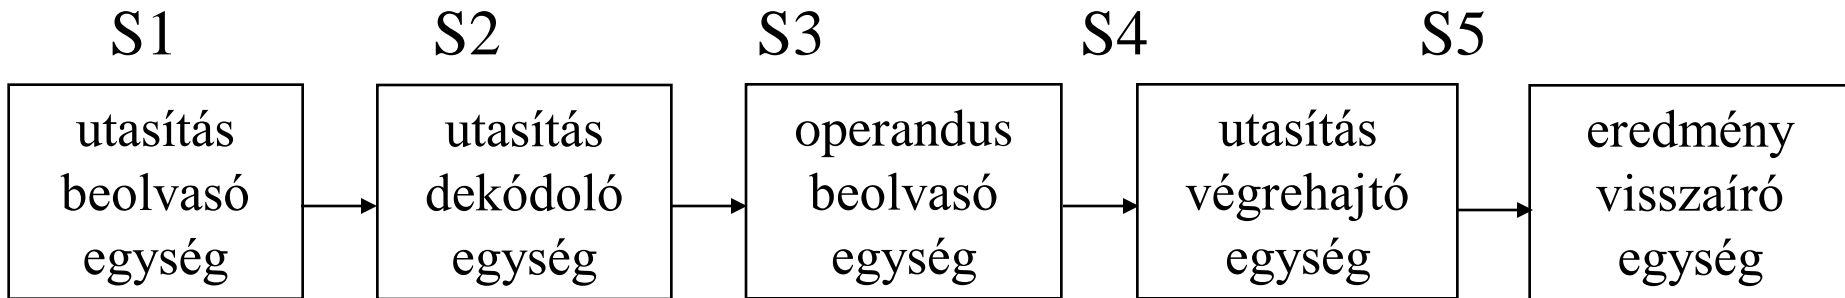 S1 S2 S3 S4 S5
utasítás
beolvasó
egység
utasítás
dekódoló
egység
operandus
beolvasó
egység
utasítás
végrehajtó
egység
eredmény
visszaíró
egység